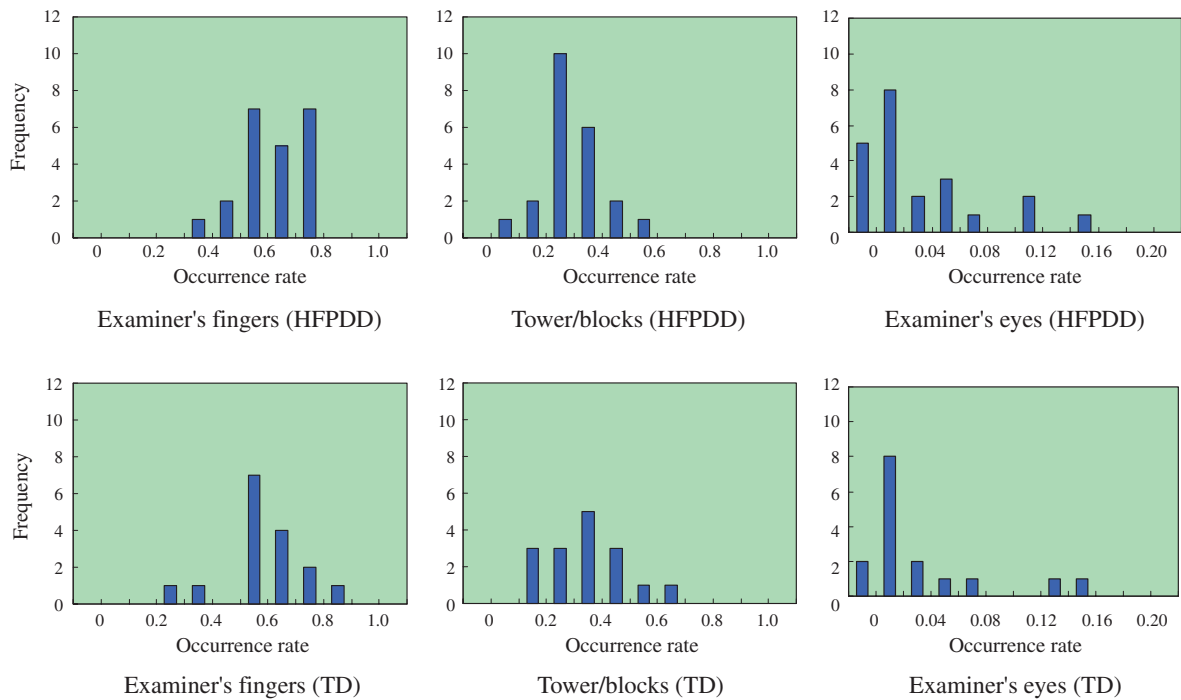 12
10
8
6
4
2
0
Frequency
0 0.2 0.4 0.6 0.8 1.0
Occurrence rate
Examiner's fingers (HFPDD)
12
10
8
6
4
2
0
0 0.2 0.4 0.6 0.8 1.0
Occurrence rate
Tower/blocks (HFPDD)
12
10
8
6
4
2
0
0 0.04 0.08 0.12 0.16 0.20
Occurrence rate
Examiner's eyes (HFPDD)
12
10
8
6
4
2
0
Frequency
0 0.2 0.4 0.6 0.8 1.0
Occurrence rate
Examiner's fingers (TD)
12
10
8
6
4
2
0
0 0.2 0.4 0.6 0.8 1.0
Occurrence rate
Tower/blocks (TD)
12
10
8
6
4
2
0
0 0.04 0.08 0.12 0.16 0.20
Occurrence rate
Examiner's eyes (TD)